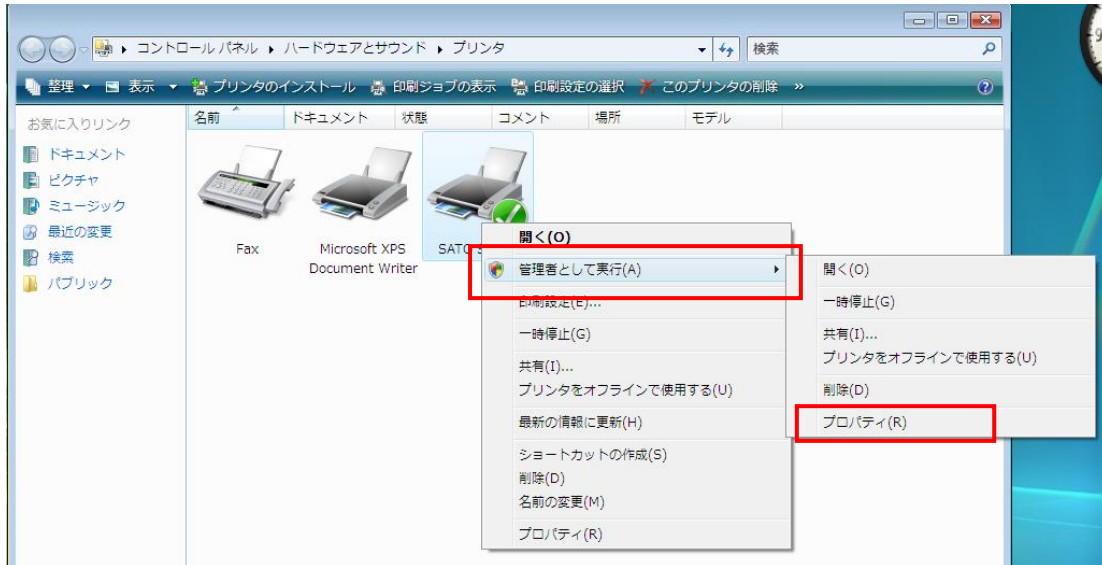 コントロール パネル ▸ ハードウェアとサウンド ▸ プリンタ
検索
整理 表示 プリンタのインストール 印刷ジョブの表示 印刷設定の選択 このプリンタの削除 »
お気に入りリンク
ドキュメント
ピクチャ
ミュージック
最近の変更
検索
パブリック
名前 ドキュメント 状態 コメント 場所 モデル
Fax
Microsoft XPS
Document Writer
SATO
開く(O)
管理者として実行(A)
印刷設定(E)...
一時停止(G)
共有(I)...
プリンタをオフラインで使用する(U)
最新の情報に更新(H)
ショートカットの作成(S)
削除(D)
名前の変更(M)
プロパティ(R)
開く(O)
一時停止(G)
共有(I)...
プリンタをオフラインで使用する(U)
削除(D)
プロパティ(R)
9